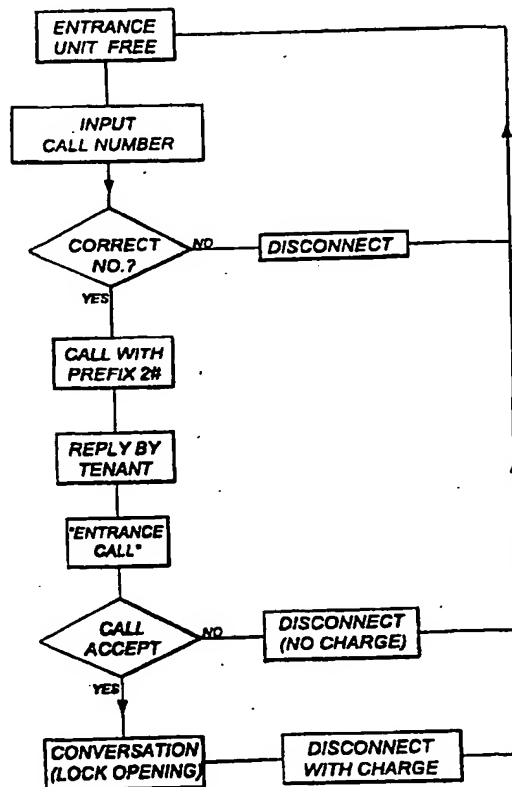 ENTRANCE
UNIT FREE
INPUT
CALL NUMBER
CORRECT
NO.?
NO
DISCONNECT
YES
CALL WITH
PREFIX 2#
REPLY BY
TENANT
"ENTRANCE
CALL"
CALL
ACCEPT
NO
DISCONNECT
(NO CHARGE)
YES
CONVERSATION
(LOCK OPENING)
DISCONNECT
WITH CHARGE